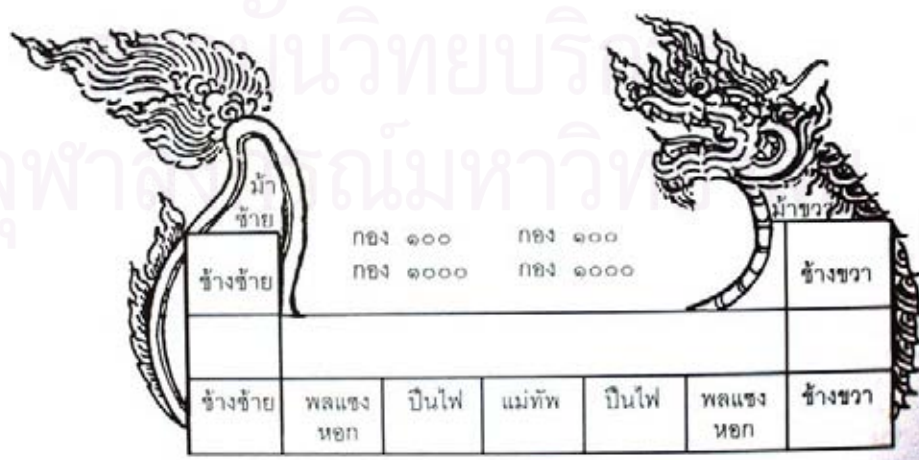 ม้า
ซ้าย
ม้าขวา
กอง ๑๐๐ กอง ๑๐๐
ช้างซ้าย กอง ๑๐๐๐ กอง ๑๐๐๐ ช้างขวา
ช้างซ้าย พลแซง ปืนไฟ แม่ทัพ ปืนไฟ พลแซง ช้างขวา
หอก หอก